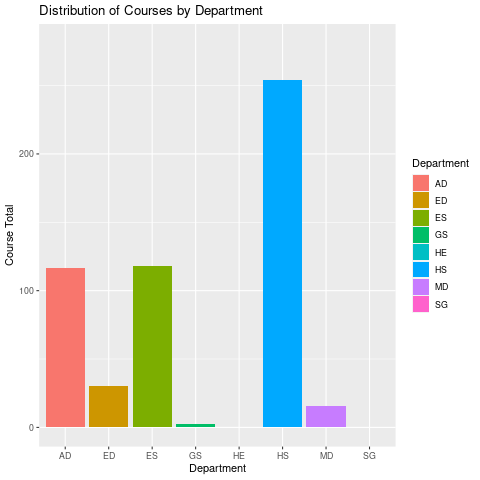 Distribution of Courses by Department
Course Total
200
100
0
AD ED ES GS HE HS MD SG
Department
Department
AD
ED
ES
GS
HE
HS
MD
SG